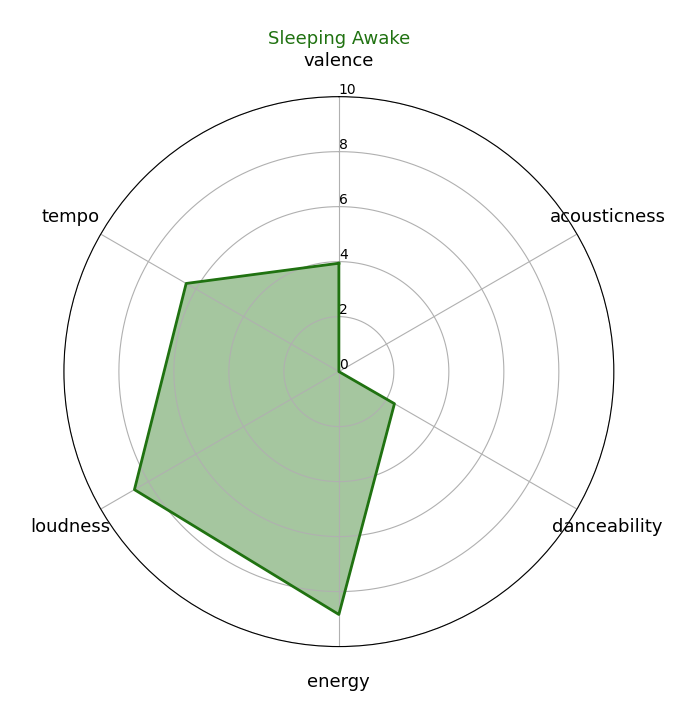 Sleeping Awake
valence
10
8
tempo
6
acousticness
4
2
0
loudness
danceability
energy